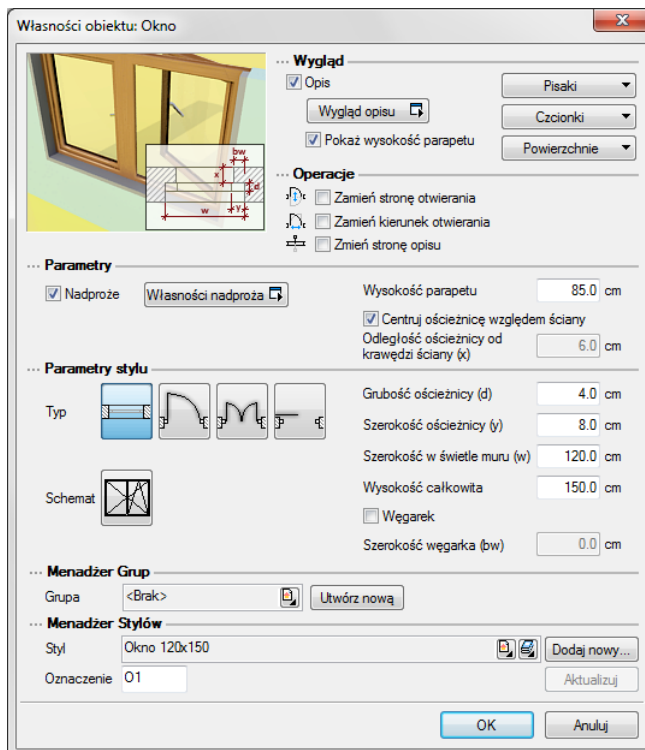 Własności obiektu: Okno
bw
x
d
w
y
Wygląd
Opis
Wygląd opisu
Pokaż wysokość parapetu
Pisaki
Czcionki
Powierzchnie
Operacje
Zamień stronę otwierania
Zamień kierunek otwierania
Zmień stronę opisu
Parametry
Nadproże
Własności nadproża
Wysokość parapetu 85.0 cm
Centruj ościeżnicę względem ściany
Odległość ościeżnicy od
krawędzi ściany (x) 6.0 cm
Parametry stylu
Typ
Schemat
Grubość ościeżnicy (d) 4.0 cm
Szerokość ościeżnicy (y) 8.0 cm
Szerokość w świetle muru (w) 120.0 cm
Wysokość całkowita 150.0 cm
Węgarek
Szerokość węgarka (bw) 0.0 cm
Menadżer Grup
Grupa <Brak> Utwórz nową
Menadżer Stylów
Styl Okno 120x150 Dodaj nowy...
Oznaczenie O1 Aktualizuj
OK Anuluj